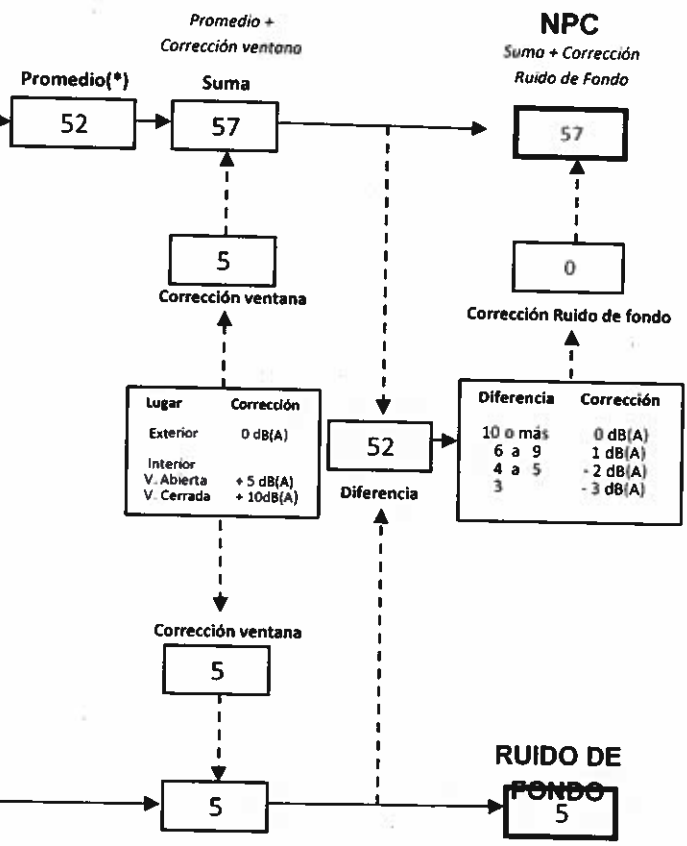 Promedio +
Corrección ventana
NPC
Suma + Corrección
Ruido de Fondo
Promedio(*)
Suma
52
57
57
5
0
Corrección ventana
Corrección Ruido de fondo
Lugar Corrección
Exterior 0 dB(A)
Interior
V. Abierta + 5 dB(A)
V. Cerrada + 10dB(A)
52
Diferencia
Diferencia Corrección
10 o más 0 dB(A)
6 a 9 1 dB(A)
4 a 5 - 2 dB(A)
3 - 3 dB(A)
Corrección ventana
5
5
RUIDO DE
FONDO
5